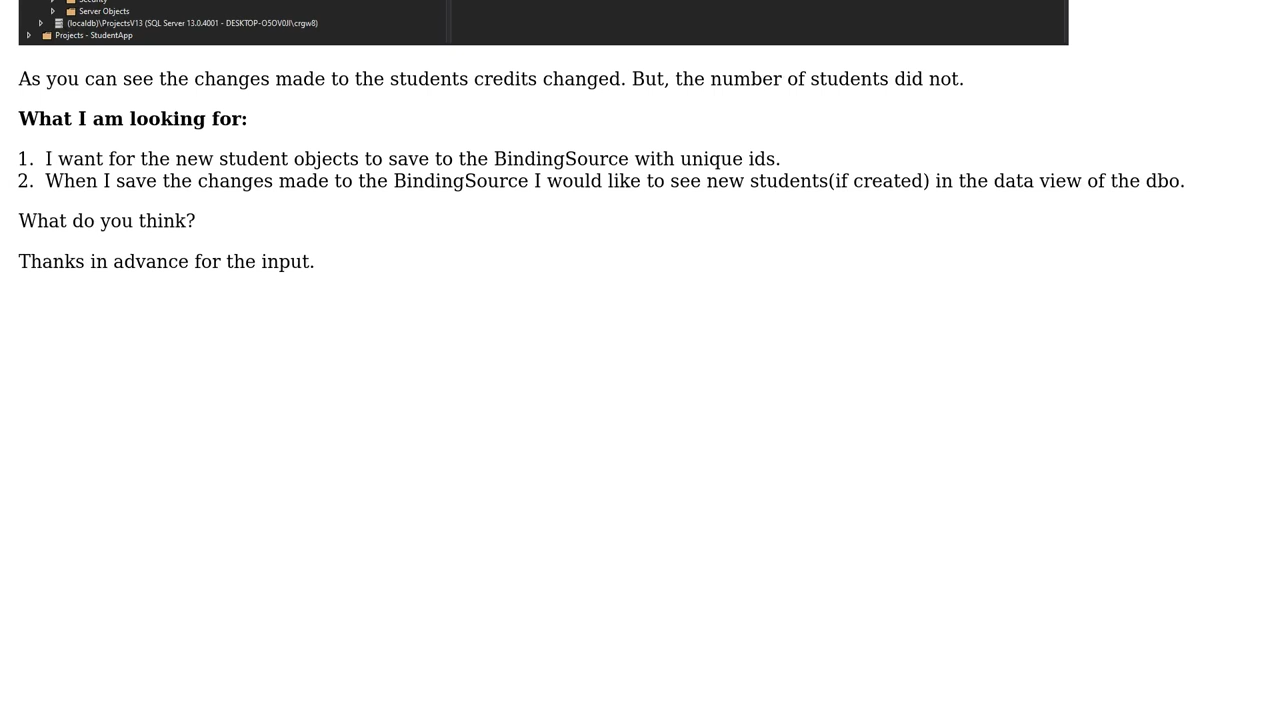 Server Objects
(localdb)\ProjectsV13 (SQL Server 13.0.4001 - DESKTOP-O5OV0JI\crgw8)
Projects - StudentApp
As you can see the changes made to the students credits changed. But, the number of students did not.
What I am looking for:
1. I want for the new student objects to save to the BindingSource with unique ids.
2. When I save the changes made to the BindingSource I would like to see new students(if created) in the data view of the dbo.
What do you think?
Thanks in advance for the input.